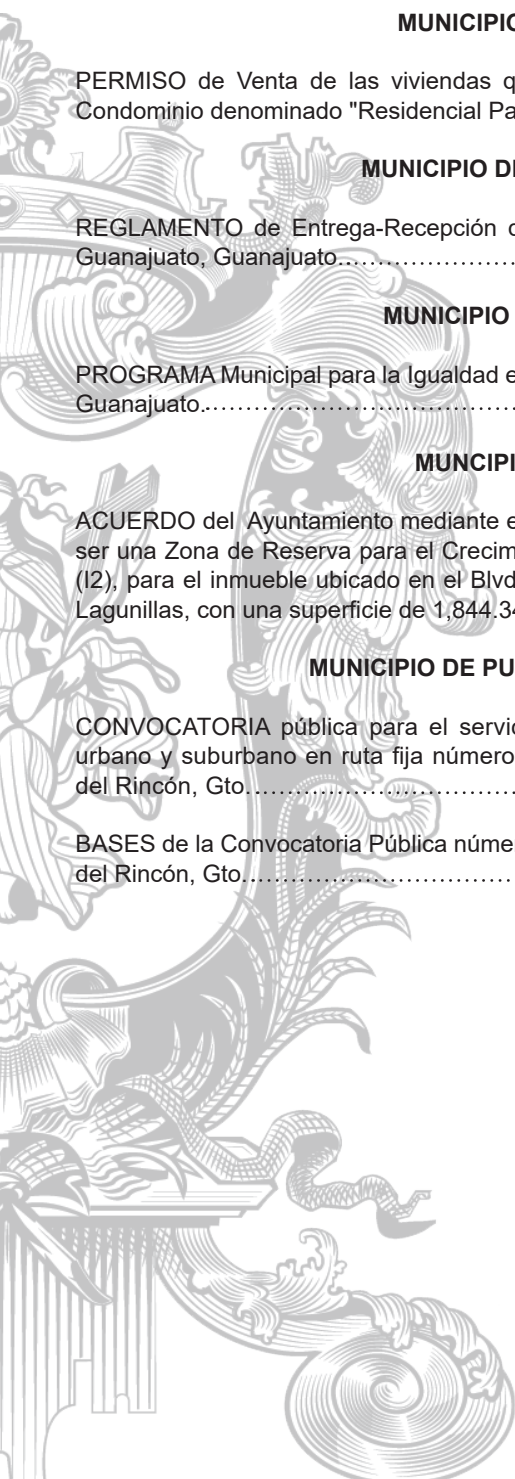 MUNICIPIO
PERMISO de Venta de las viviendas q
Condominio denominado "Residencial Pa
MUNICIPIO DE
REGLAMENTO de Entrega-Recepción d
Guanajuato, Guanajuato.....................
MUNICIPIO
PROGRAMA Municipal para la Igualdad e
Guanajuato.......................................
MUNCIPI
ACUERDO del Ayuntamiento mediante e
ser una Zona de Reserva para el Crecim
(I2), para el inmueble ubicado en el Blvd
Lagunillas, con una superficie de 1,844.34
MUNICIPIO DE PU
CONVOCATORIA pública para el servic
urbano y suburbano en ruta fija número
del Rincón, Gto..................................
BASES de la Convocatoria Pública núme
del Rincón, Gto..................................